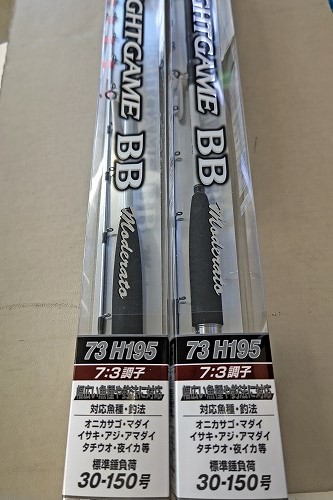 GHTGAME BB
Moderato
73 H195
7:3調子
幅広い魚種や釣法に対応
対応魚種・釣法
オニカサゴ・マダイ
イサキ・アジ・アマダイ
タチウオ・夜イカ等
標準錘負荷
30-150号
IGHTGAME BB
Moderato
73 H195
7:3調子
幅広い魚種や釣法に対応
対応魚種・釣法
オニカサゴ・マダイ
イサキ・アジ・アマダイ
タチウオ・夜イカ等
標準錘負荷
30-150号